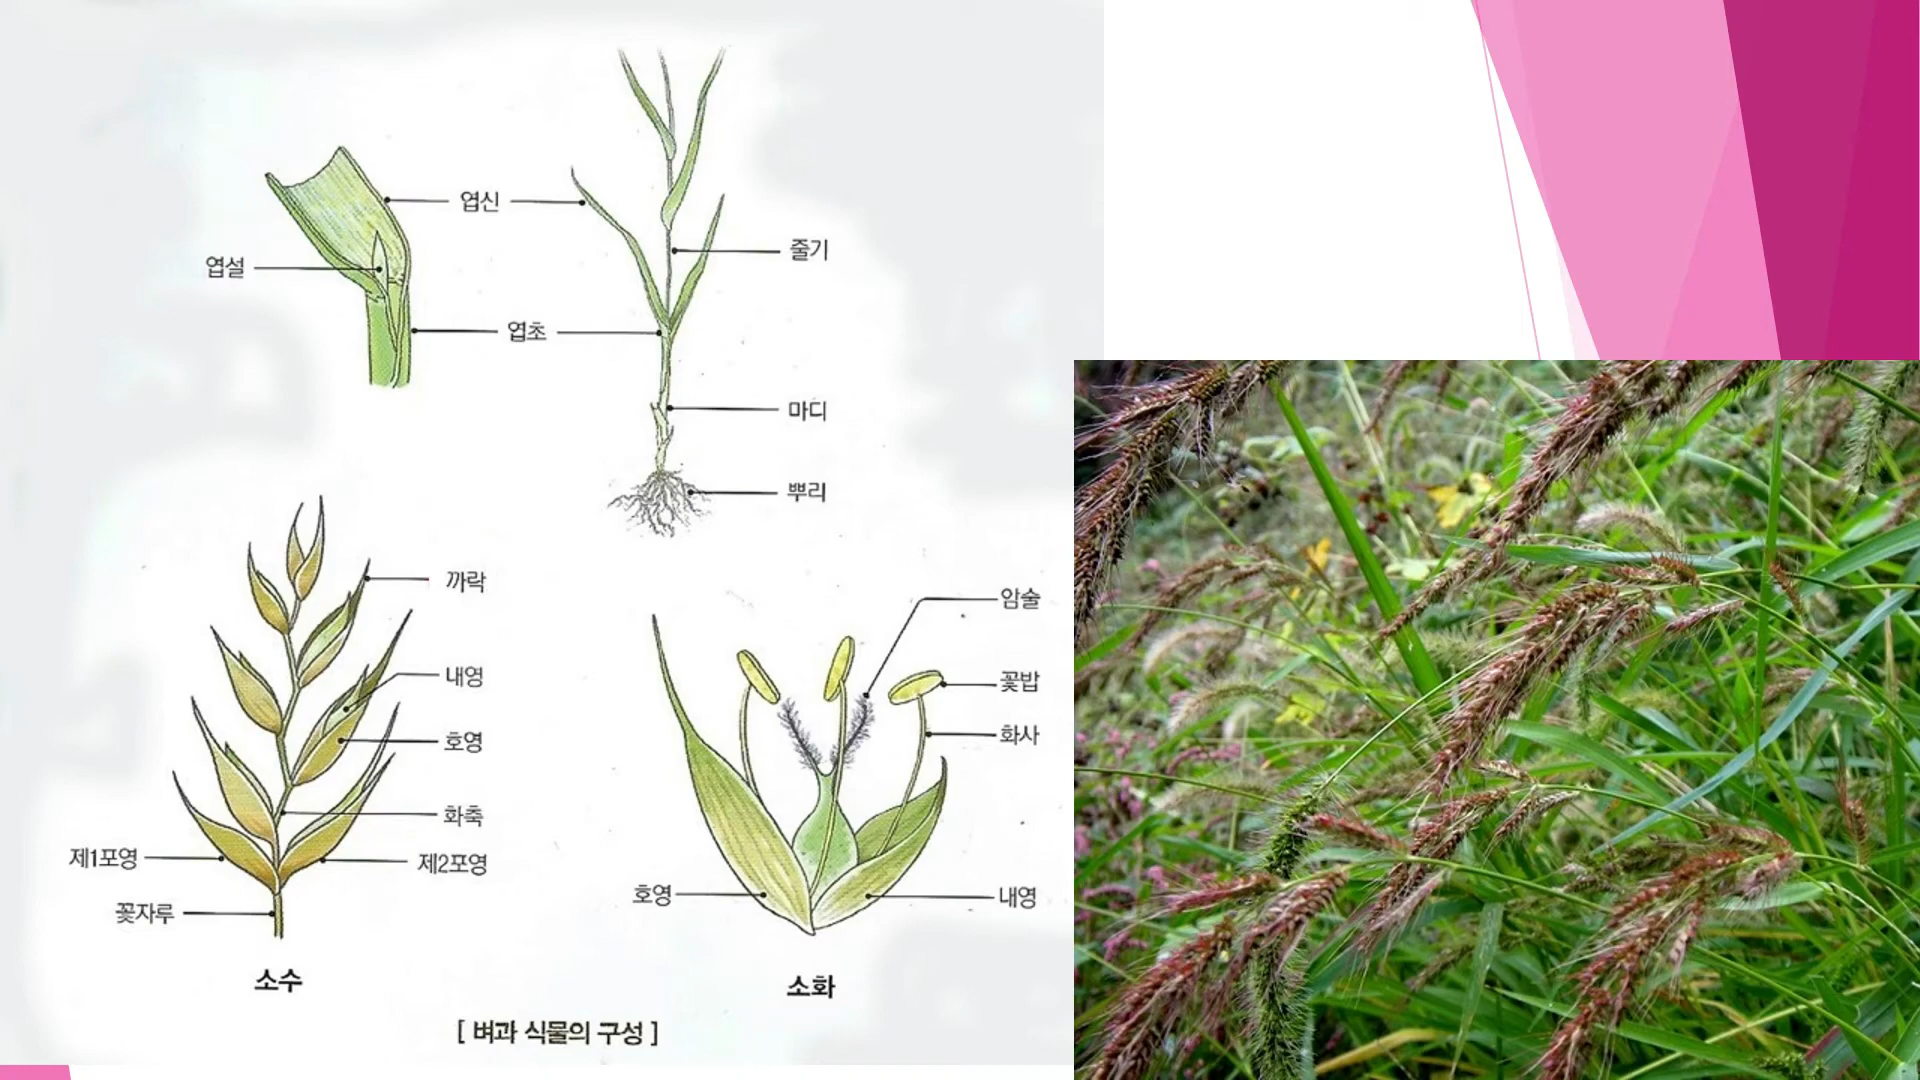 엽신
줄기
엽설
엽초
마디
뿌리
까락
암술
내영
꽃밥
호영
화사
화축
제1포영
제2포영
호영
내영
꽃자루
소수
소화
[ 벼과 식물의 구성 ]